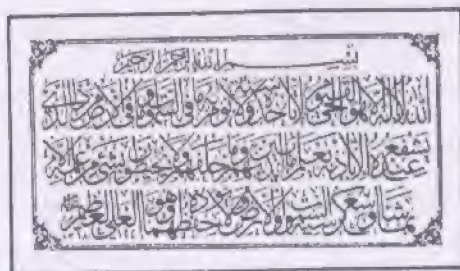 بسم الله الرحمن الرحيم
الله لا إله إلا هو الحي القيوم لا تأخذه سنة ولا نوم له ما في السموات وما في الأرض من ذا الذي
يشفع عنده إلا بإذنه يعلم ما بين أيديهم وما خلفهم ولا يحيطون بشيء من علمه إلا
بما شاء وسع كرسيه السموات والأرض ولا يؤده حفظهما وهو العلي العظيم